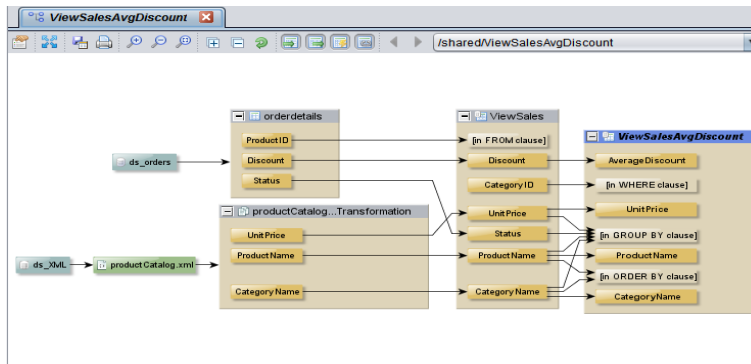 ViewSalesAvgDiscount
/shared/ViewSalesAvgDiscount
orderdetails
ProductID
Discount
Status
ds_orders
productCatalog...Transformation
UnitPrice
ProductName
CategoryName
ds_XML
productCatalog.xml
ViewSales
[in FROM clause]
Discount
CategoryID
UnitPrice
Status
ProductName
CategoryName
ViewSalesAvgDiscount
AverageDiscount
[in WHERE clause]
UnitPrice
[in GROUP BY clause]
ProductName
[in ORDER BY clause]
CategoryName